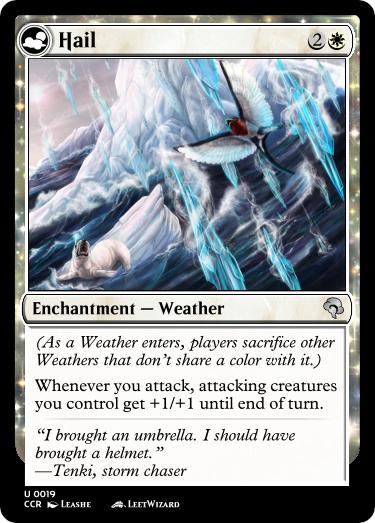 Hail 2
Enchantment — Weather
(As a Weather enters, players sacrifice other
Weathers that don't share a color with it.)
Whenever you attack, attacking creatures
you control get +1/+1 until end of turn.
“I brought an umbrella. I should have
brought a helmet.”
—Tenki, storm chaser
U 0019
CCR Leashe LeetWizard